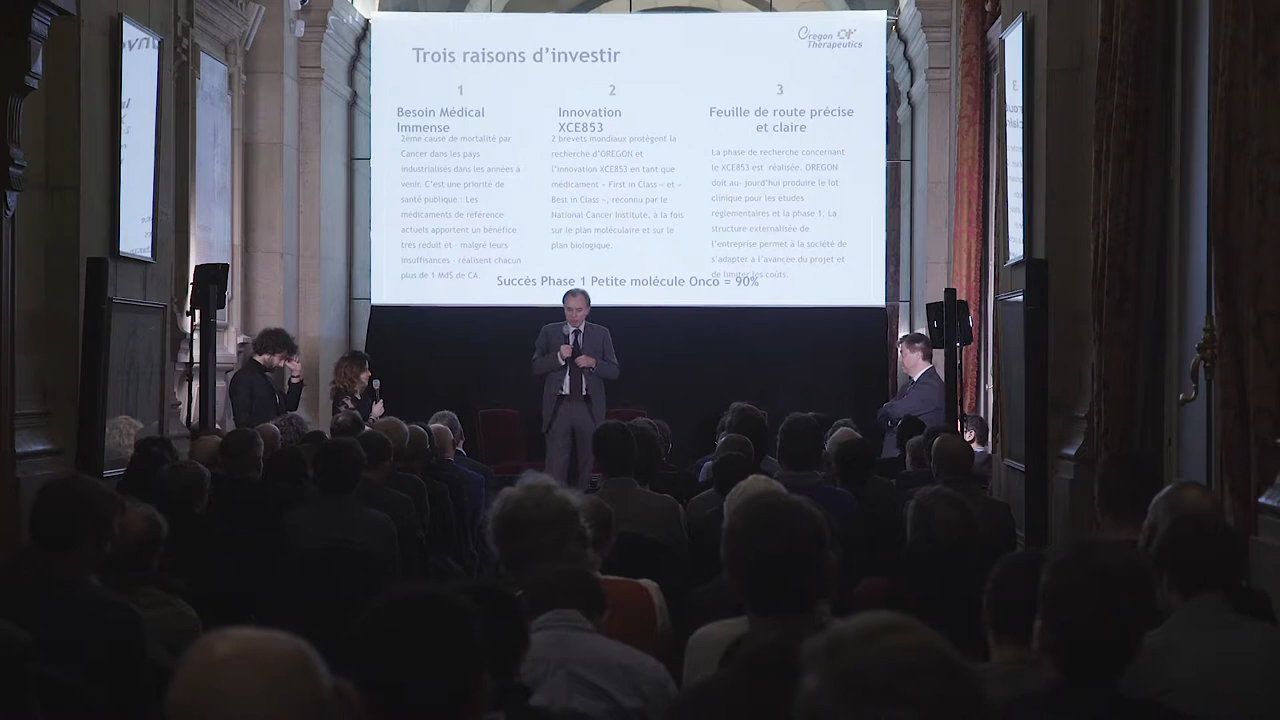 Oregon
Therapeutics
Trois raisons d’investir
1
Besoin Médical
Immense
2ème cause de mortalité par
Cancer dans les pays
industrialisés dans les années à
venir. C’est une priorité de
santé publique : Les
médicaments de référence
actuels apportent un bénéfice
très réduit et – malgré leurs
insuffisances – réalisent chacun
plus de 1 Md$ de CA.
2
Innovation
XCE853
2 brevets mondiaux protègent la
recherche d’OREGON et
l’innovation XCE853 en tant que
médicament « First in Class » et «
Best in Class », reconnu par le
National Cancer Institute, à la fois
sur le plan moléculaire et sur le
plan biologique.
3
Feuille de route précise
et claire
La phase de recherche concernant
le XCE853 est réalisée. OREGON
doit au- jourd’hui produire le lot
clinique pour les études
reglementaires et la phase 1. La
structure externalisée de
l’entreprise permet à la société de
s’adapter à l’avancée du projet et
de limiter les coûts.
Succès Phase 1 Petite molécule Onco = 90%